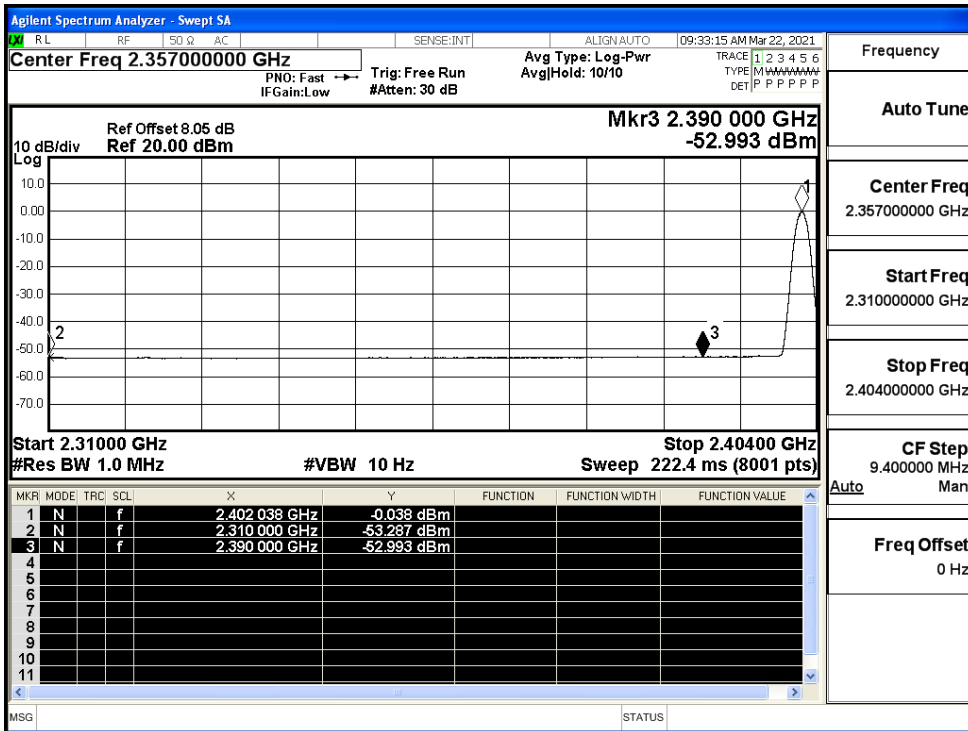 Agilent Spectrum Analyzer - Swept SA
LXI RL RF 50 Ω AC SENSE:INT ALIGNAUTO 09:33:15 AM Mar 22, 2021
Center Freq 2.357000000 GHz
PNO: Fast
IFGain:Low
Trig: Free Run
#Atten: 30 dB
Avg Type: Log-Pwr
Avg|Hold: 10/10
TRACE 1 2 3 4 5 6
TYPE M
DET P P P P P P
Mkr3 2.390 000 GHz
-52.993 dBm
Ref Offset 8.05 dB
10 dB/div Ref 20.00 dBm
Log
10.0
0.00
-10.0
-20.0
-30.0
-40.0
-50.0
-60.0
-70.0
1
2
3
Start 2.31000 GHz Stop 2.40400 GHz
#Res BW 1.0 MHz #VBW 10 Hz Sweep 222.4 ms (8001 pts)
MKR MODE TRC SCL X Y FUNCTION FUNCTION WIDTH FUNCTION VALUE
1 N f 2.402 038 GHz -0.038 dBm
2 N f 2.310 000 GHz -53.287 dBm
3 N f 2.390 000 GHz -52.993 dBm
4
5
6
7
8
9
10
11
MSG STATUS
Frequency
Auto Tune
Center Freq
2.357000000 GHz
Start Freq
2.310000000 GHz
Stop Freq
2.404000000 GHz
CF Step
9.400000 MHz
Auto Man
Freq Offset
0 Hz